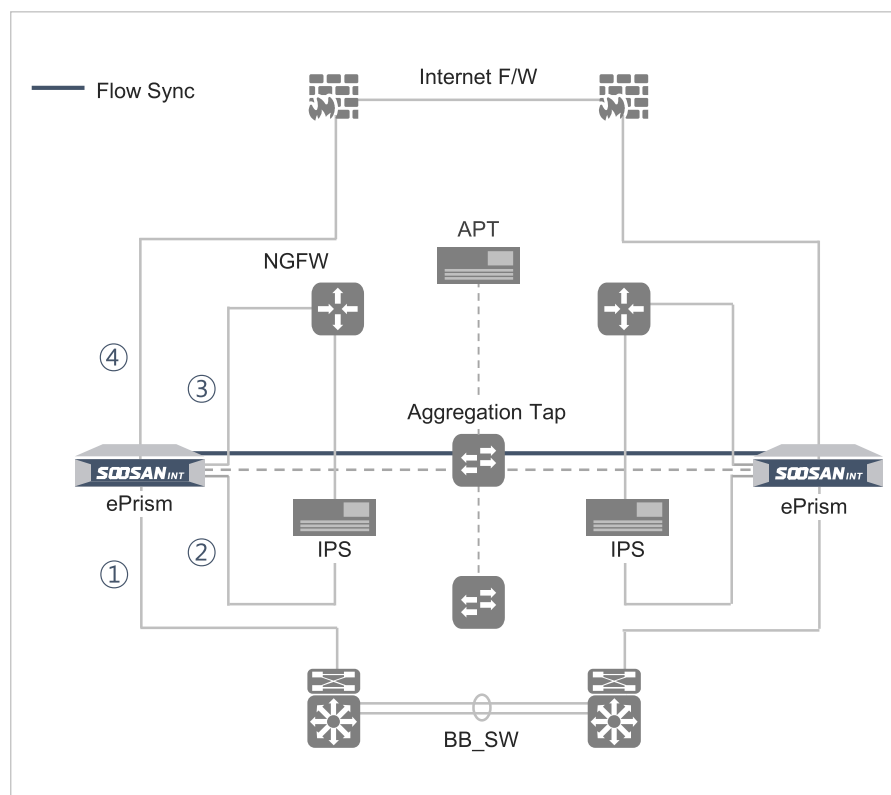 Internet F/W
Flow Sync
APT
NGFW
④
③
Aggregation Tap
SOOSAN INT
SOOSAN INT
ePrism
ePrism
IPS
IPS
②
①
BB_SW